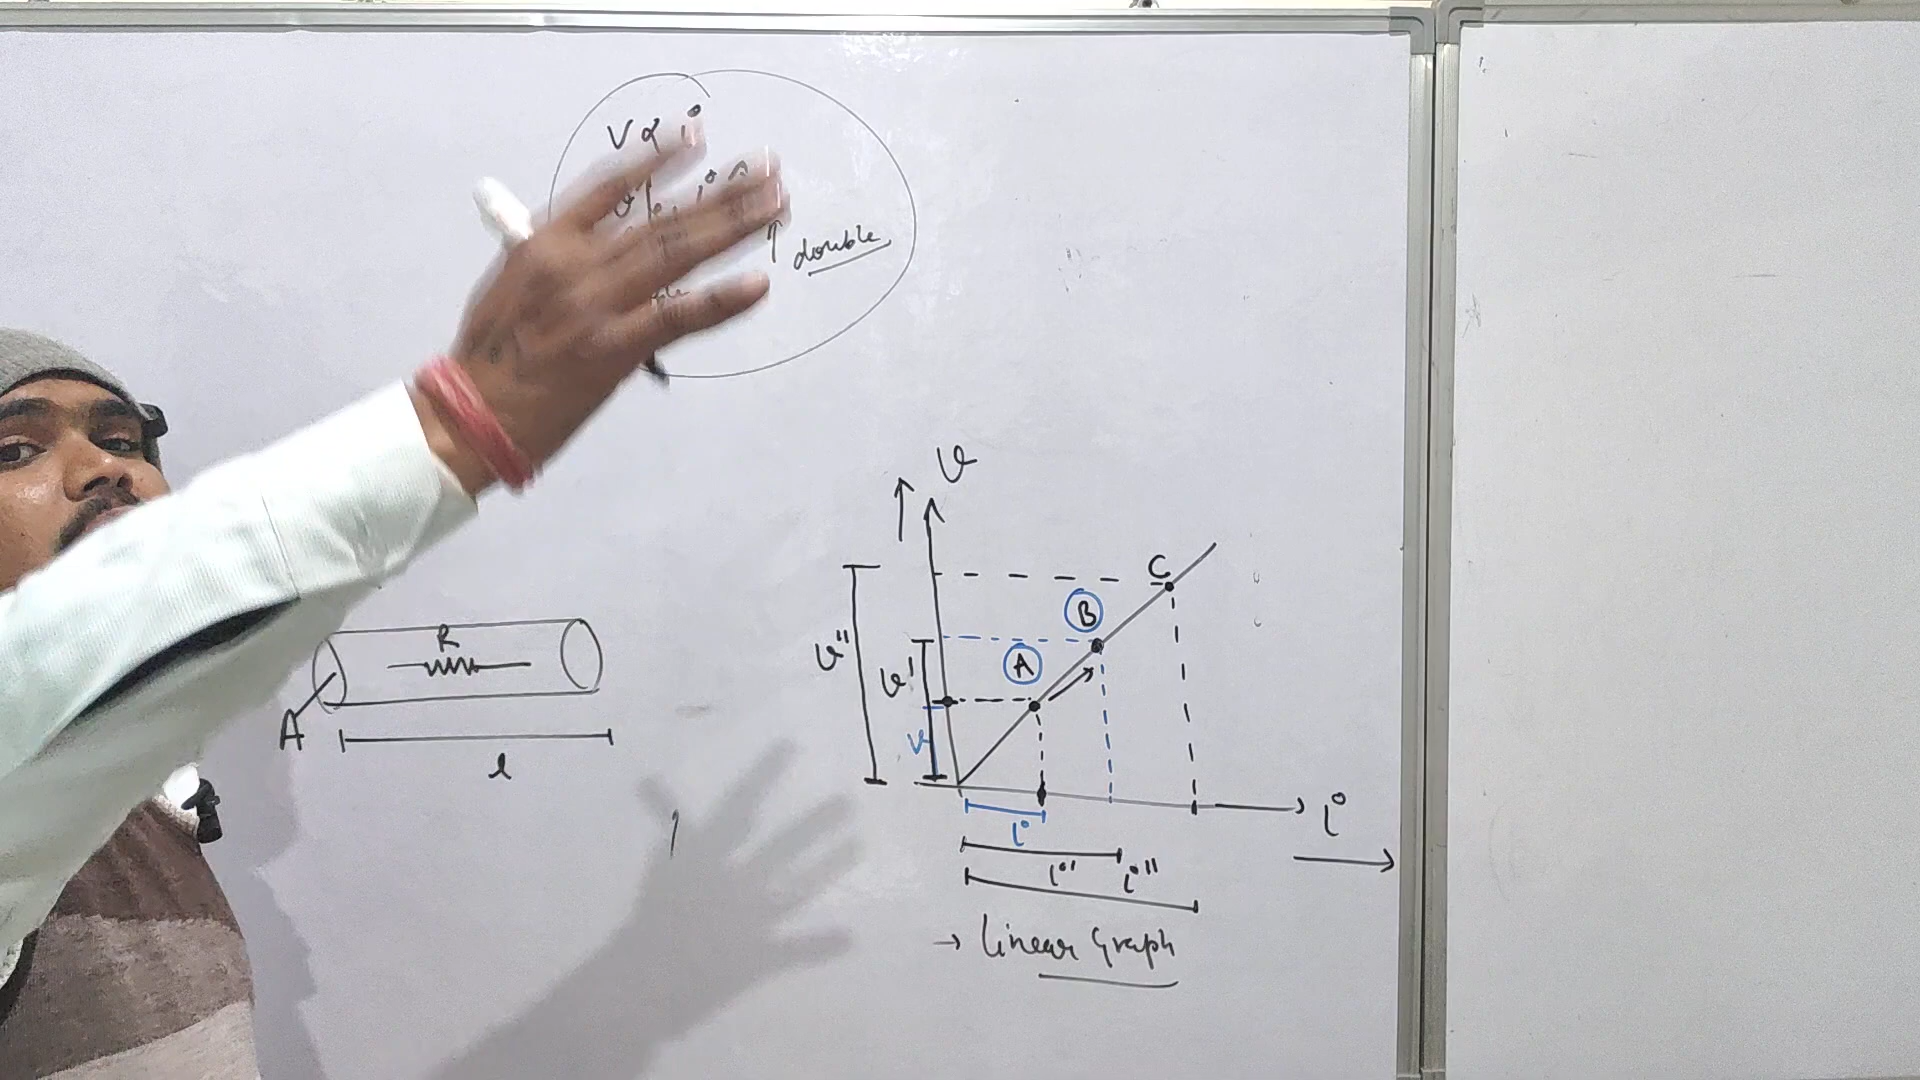 V ∝ i
double
V
C
B
A
V"
V'
V
R
A
l
i
i
i'
i"
→ Linear Graph